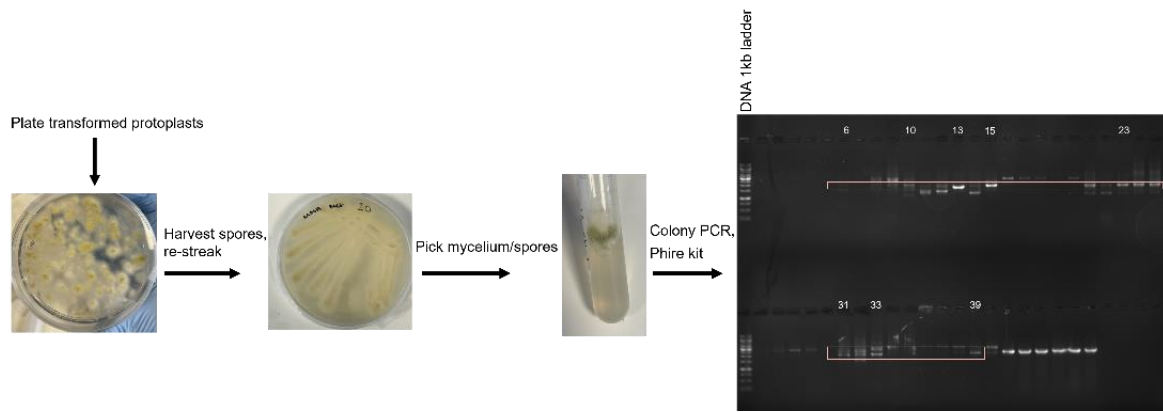 Plate transformed protoplasts
Harvest spores,
re-streak
20
Pick mycelium/spores
Colony PCR,
Phire kit
DNA 1kb ladder
6
10
13
15
23
31
33
39